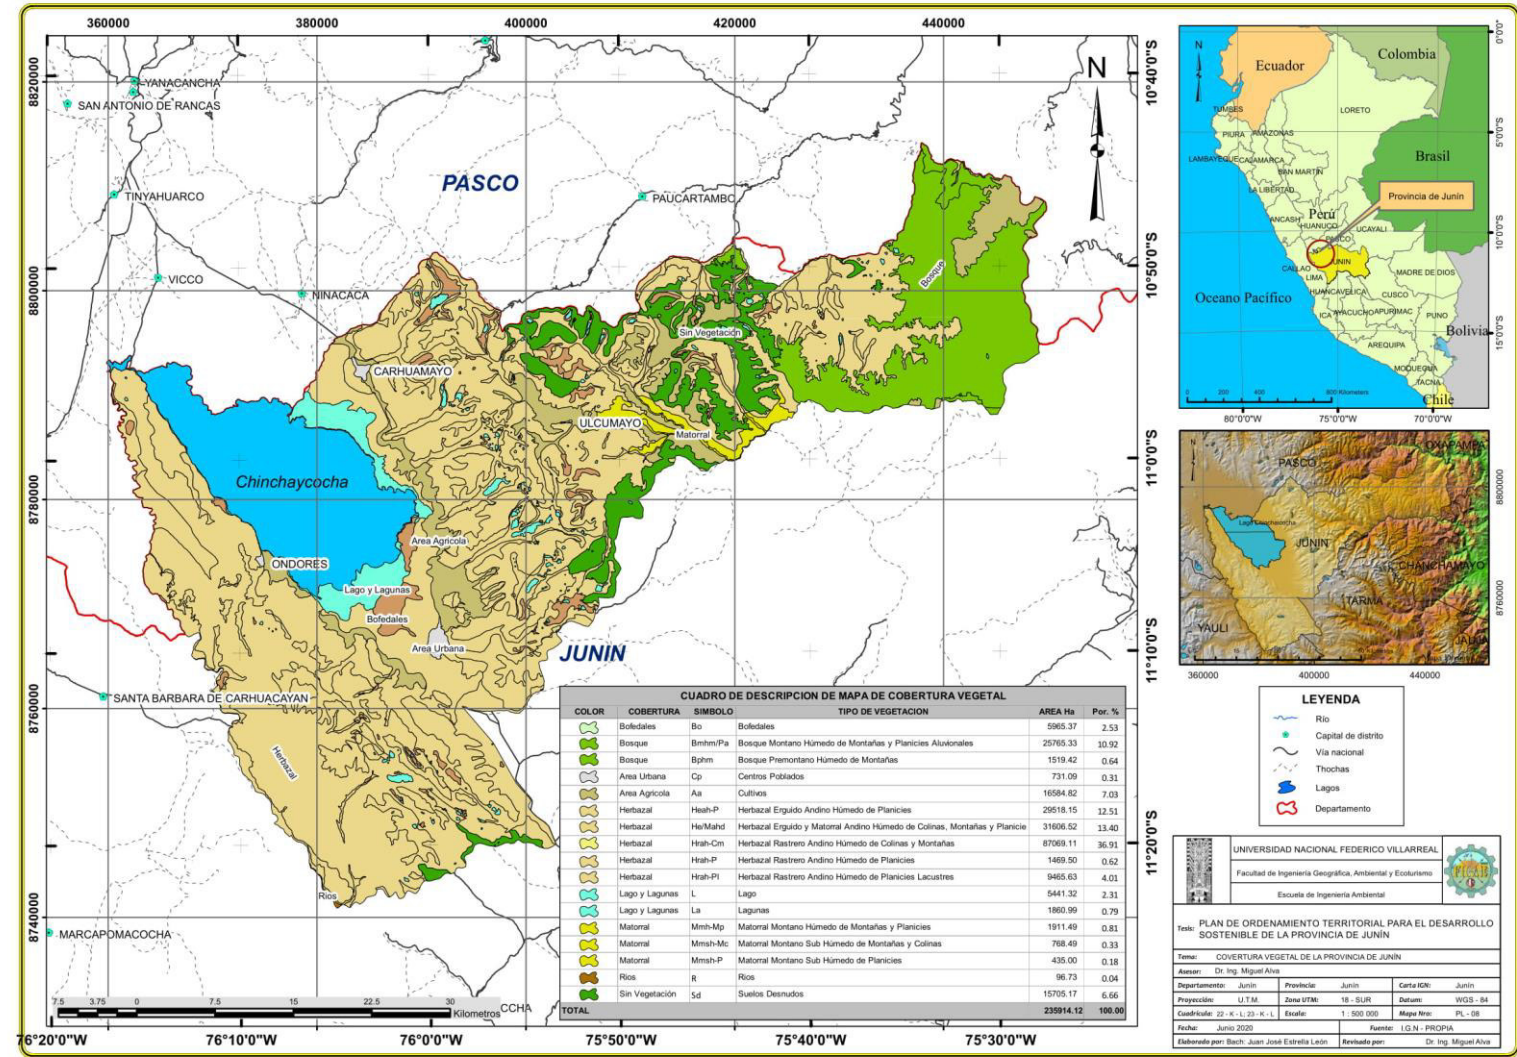 360000 380000 400000 420000 440000
8820000
8800000
8780000
8760000
8740000
10°40'0"S
10°50'0"S
11°0'0"S
11°10'0"S
11°20'0"S
76°20'0"W 76°10'0"W 76°0'0"W 75°50'0"W 75°40'0"W 75°30'0"W
N
YANACANCHA
SAN ANTONIO DE RANCAS
PASCO
TINYAHUARCO
PAUCARTAMBO
VICCO
NINACACA
Bosque
Sin Vegetación
CARHUAMAYO
ULCUMAYO
Matorral
Chinchaycocha
Area Agricola
ONDORES
Lago y Lagunas
Bofedales
Area Urbana
JUNIN
SANTA BARBARA DE CARHUACAYAN
Herbazal
Rios
MARCAPOMACOCHA
CCHA
7.5 3.75 0 7.5 15 22.5 30
Kilometros
CUADRO DE DESCRIPCION DE MAPA DE COBERTURA VEGETAL
COLOR COBERTURA SIMBOLO TIPO DE VEGETACION AREA Ha Por. %
Bofedales Bo Bofedales 5965.37 2.53
Bosque Bmhm/Pa Bosque Montano Húmedo de Montañas y Planicies Aluvionales 25765.33 10.92
Bosque Bphm Bosque Premontano Húmedo de Montañas 1519.42 0.64
Area Urbana Cp Centros Poblados 731.09 0.31
Area Agricola Aa Cultivos 16584.82 7.03
Herbazal Heah-P Herbazal Erguido Andino Húmedo de Planicies 29518.15 12.51
Herbazal He/Mahd Herbazal Erguido y Matorral Andino Húmedo de Colinas, Montañas y Planicie 31606.52 13.40
Herbazal Hrah-Cm Herbazal Rastrero Andino Húmedo de Colinas y Montañas 87069.11 36.91
Herbazal Hrah-P Herbazal Rastrero Andino Húmedo de Planicies 1469.50 0.62
Herbazal Hrah-Pl Herbazal Rastrero Andino Húmedo de Planicies Lacustres 9465.63 4.01
Lago y Lagunas L Lago 5441.32 2.31
Lago y Lagunas La Lagunas 1860.99 0.79
Matorral Mmh-Mp Matorral Montano Húmedo de Montañas y Planicies 1911.49 0.81
Matorral Mmsh-Mc Matorral Montano Sub Húmedo de Montañas y Colinas 768.49 0.33
Matorral Mmsh-P Matorral Montano Sub Húmedo de Planicies 435.00 0.18
Rios R Rios 96.73 0.04
Sin Vegetación Sd Suelos Desnudos 15705.17 6.66
TOTAL 235914.12 100.00
N
Colombia
Ecuador
TUMBES
LORETO
PIURA AMAZONAS
LAMBAYEQUE CAJAMARCA
Brasil
SAN MARTÍN
LA LIBERTAD
Provincia de Junín
ANCASH
Perú
HUANUCO
UCAYALI
PASCO
JUNIN
CALLAO
LIMA
MADRE DE DIOS
Oceano Pacífico
HUANCAVELICA
CUSCO
ICA AYACUCHO APURIMAC PUNO
Bolivia
AREQUIPA
MOQUEGUA
TACNA
Chile
0 200 400 800 Kilometers
80°0'0"W 75°0'0"W 70°0'0"W
0°0'0"
5°0'0"S
10°0'0"S
15°0'0"S
N
OXAPAMPA
PASCO
JUNIN
CHANCHAMAYO
TARMA
YAULI
8800000
8760000
360000 400000 440000
LEYENDA
Río
Capital de distrito
Vía nacional
Thochas
Lagos
Departamento
UNIVERSIDAD NACIONAL FEDERICO VILLARREAL
Facultad de Ingeniería Geográfica, Ambiental y Ecoturismo
Escuela de Ingeniería Ambiental
Tesis: PLAN DE ORDENAMIENTO TERRITORIAL PARA EL DESARROLLO
SOSTENIBLE DE LA PROVINCIA DE JUNÍN
Tema: COVERTURA VEGETAL DE LA PROVINCIA DE JUNÍN
Asesor: Dr. Ing. Miguel Alva
Departamento: Junín Provincia: Junín Carta IGN: Junín
Proyección: U.T.M. Zona UTM: 18 - SUR Datum: WGS - 84
Cuadrícula: 22 - K - L; 23 - K - L Escala: 1 : 500 000 Mapa Nro: PL - 08
Fecha: Junio 2020 Fuente: I.G.N - PROPIA
Elaborado por: Bach: Juan José Estrella León Revisado por: Dr. Ing. Miguel Alva